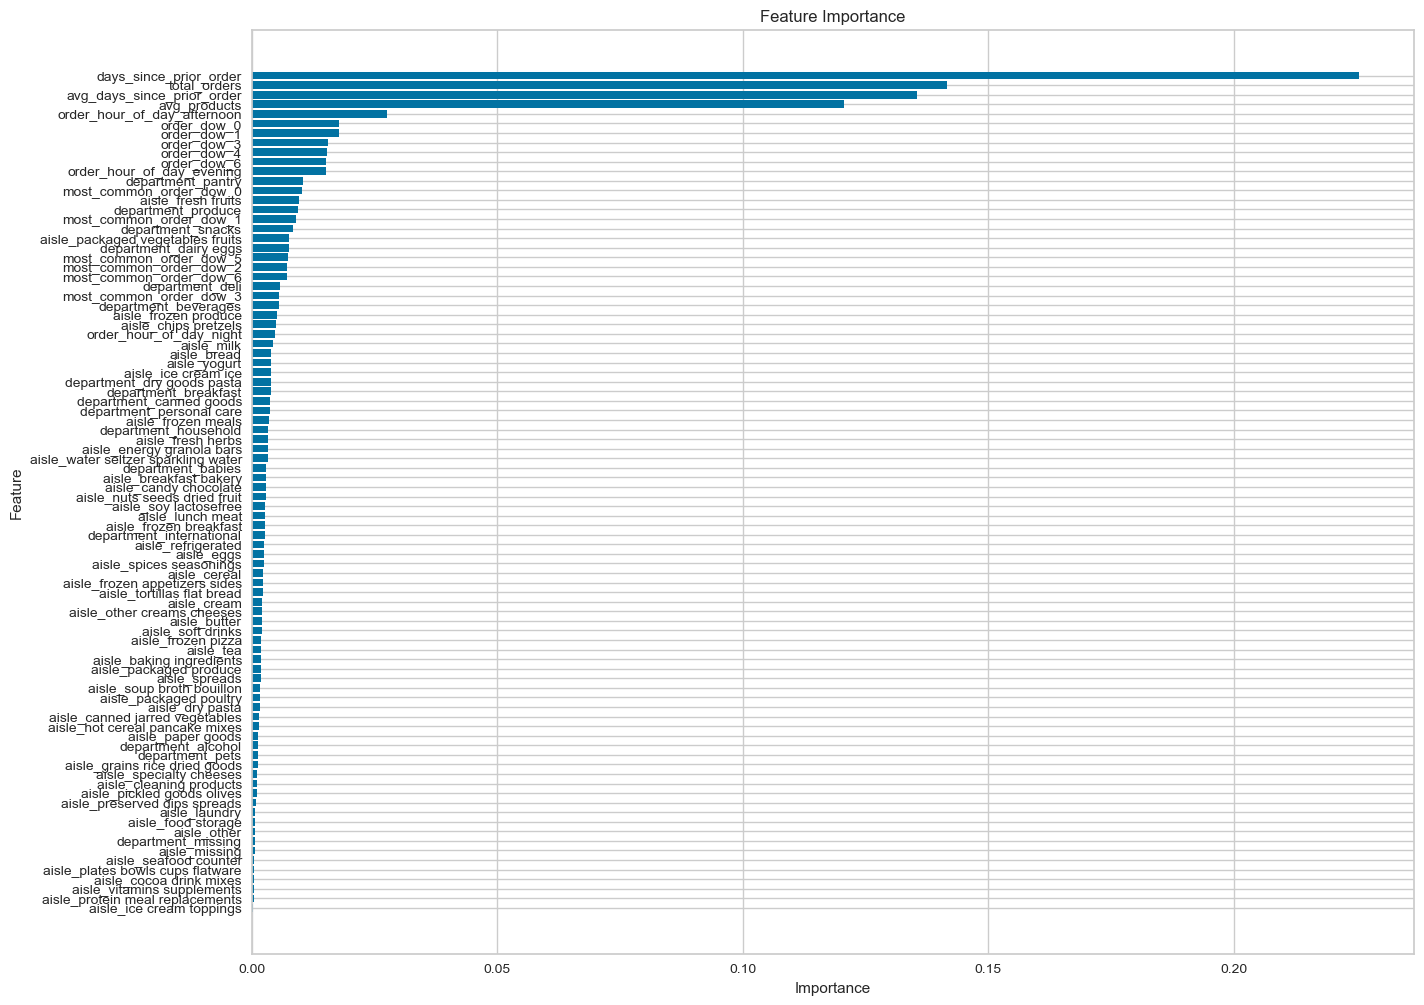 Feature Importance
days_since_prior_order
total_orders
avg_days_since_prior_order
avg_products
order_hour_of_day_afternoon
order_dow_0
order_dow_1
order_dow_3
order_dow_4
order_dow_6
order_hour_of_day_evening
department_pantry
most_common_order_dow_0
aisle_fresh fruits
department_produce
most_common_order_dow_1
department_snacks
aisle_packaged vegetables fruits
department_dairy eggs
most_common_order_dow_5
most_common_order_dow_2
most_common_order_dow_6
department_deli
most_common_order_dow_3
department_beverages
aisle_frozen produce
aisle_chips pretzels
order_hour_of_day_night
aisle_milk
aisle_bread
aisle_yogurt
aisle_ice cream ice
department_dry goods pasta
department_breakfast
department_canned goods
department_personal care
aisle_frozen meals
department_household
aisle_fresh herbs
aisle_energy granola bars
aisle_water seltzer sparkling water
department_babies
aisle_breakfast bakery
aisle_candy chocolate
aisle_nuts seeds dried fruit
aisle_soy lactosefree
aisle_lunch meat
aisle_frozen breakfast
department_international
aisle_refrigerated
aisle_eggs
aisle_spices seasonings
aisle_cereal
aisle_frozen appetizers sides
aisle_tortillas flat bread
aisle_cream
aisle_other creams cheeses
aisle_butter
aisle_soft drinks
aisle_frozen pizza
aisle_tea
aisle_baking ingredients
aisle_packaged produce
aisle_spreads
aisle_soup broth bouillon
aisle_packaged poultry
aisle_dry pasta
aisle_canned jarred vegetables
aisle_hot cereal pancake mixes
aisle_paper goods
department_alcohol
department_pets
aisle_grains rice dried goods
aisle_specialty cheeses
aisle_cleaning products
aisle_pickled goods olives
aisle_preserved dips spreads
aisle_laundry
aisle_food storage
aisle_other
department_missing
aisle_missing
aisle_seafood counter
aisle_plates bowls cups flatware
aisle_cocoa drink mixes
aisle_vitamins supplements
aisle_protein meal replacements
aisle_ice cream toppings
Feature
0.00 0.05 0.10 0.15 0.20
Importance